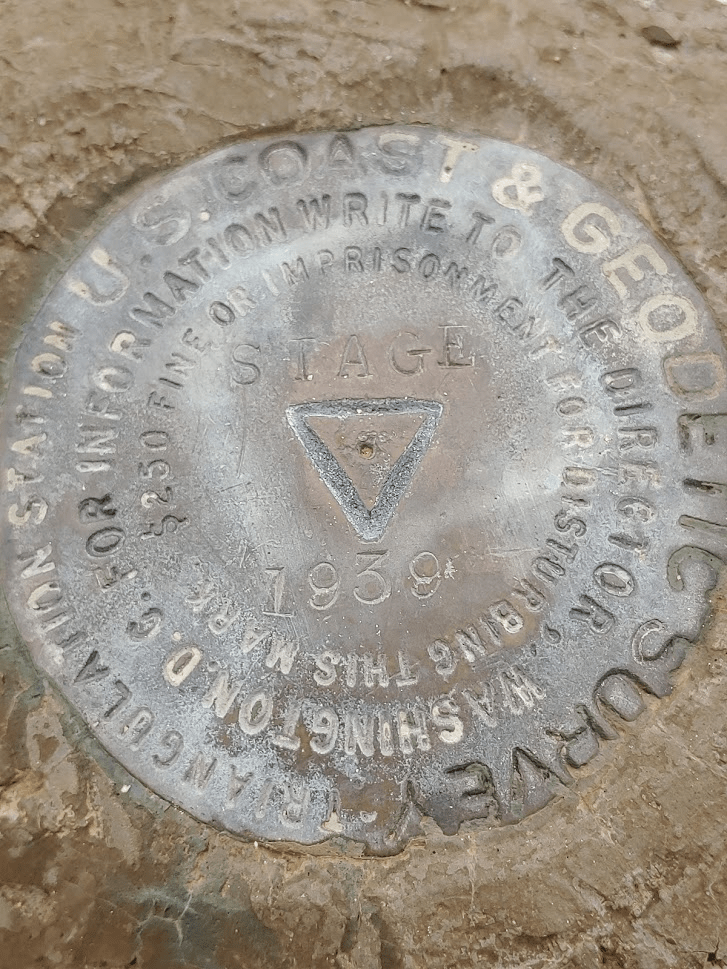 U.S. COAST & GEODETIC SURVEY
TRIANGULATION STATION
FOR INFORMATION WRITE TO THE DIRECTOR, WASHINGTON, D.C.
$250 FINE OR IMPRISONMENT FOR DISTURBING THIS MARK.
STAGE
1939